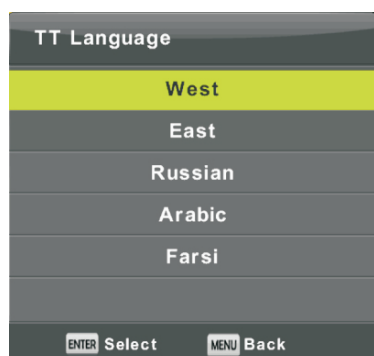 TT Language
West
East
Russian
Arabic
Farsi
ENTER Select MENU Back